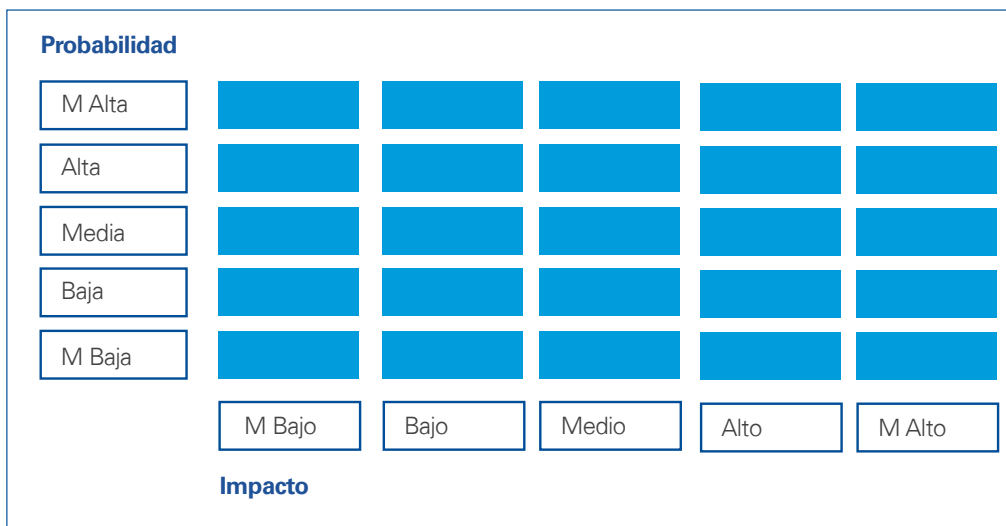 Probabilidad
M Alta
Alta
Media
Baja
M Baja
M Bajo Bajo Medio Alto M Alto
Impacto